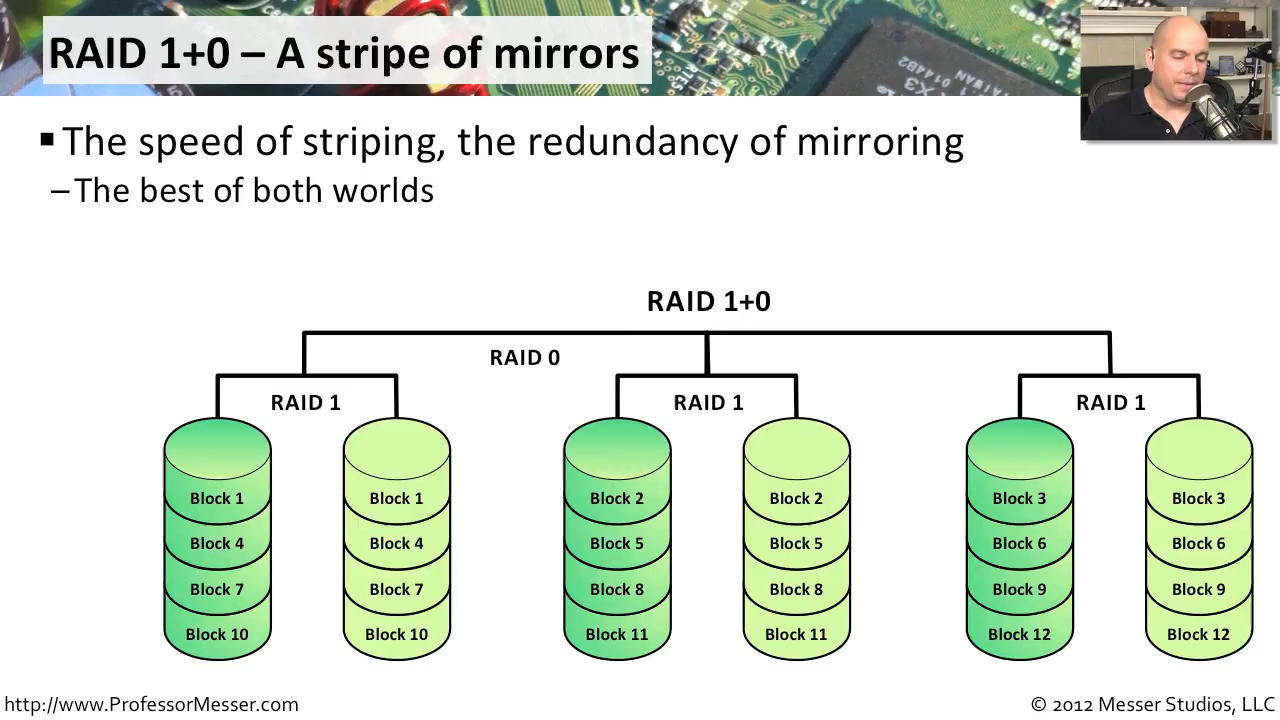 RAID 1+0 – A stripe of mirrors
TAIWAN 0144B2
▪ The speed of striping, the redundancy of mirroring
– The best of both worlds
RAID 1+0
RAID 0
RAID 1 RAID 1 RAID 1
Block 1 Block 1 Block 2 Block 2 Block 3 Block 3
Block 4 Block 4 Block 5 Block 5 Block 6 Block 6
Block 7 Block 7 Block 8 Block 8 Block 9 Block 9
Block 10 Block 10 Block 11 Block 11 Block 12 Block 12
http://www.ProfessorMesser.com © 2012 Messer Studios, LLC